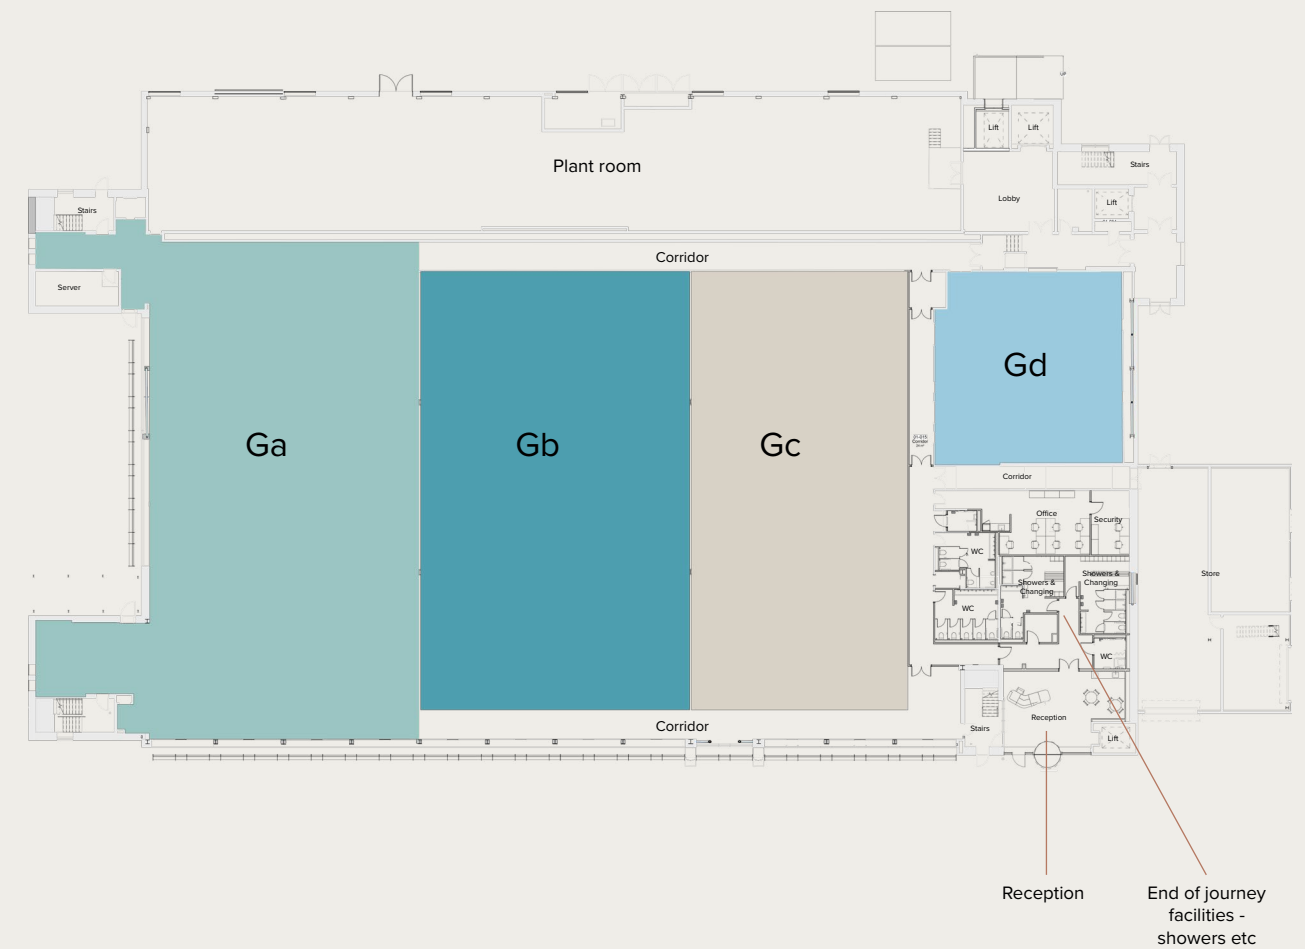 Lift
Lift
Plant room
Stairs
Lobby
Lift
Stairs
Corridor
Server
Gd
Ga
Gb
Gc
Corridor
Corridor
Office
Security
WC
Showers &
Changing
Showers &
Changing
Store
WC
WC
Reception
Corridor
Stairs
Lift
Reception
End of journey
facilities -
showers etc